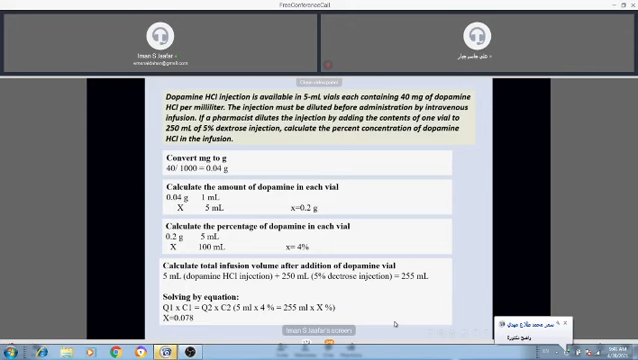 FreeConferenceCall
Iman S Iaafer
علي جاسم جبار
Dopamine HCl injection is available in 5-mL vials each containing 40 mg of dopamine
HCl per milliliter. The injection must be diluted before administration by intravenous
infusion. If a pharmacist dilutes the injection by adding the contents of one vial to
250 mL of 5% dextrose injection, calculate the percent concentration of dopamine
HCl in the infusion.
Convert mg to g
40/ 1000 = 0.04 g
Calculate the amount of dopamine in each vial
0.04 g 1 mL
X 5 mL x=0.2 g
Calculate the percentage of dopamine in each vial
0.2 g 5 mL
X 100 mL x= 4%
Calculate total infusion volume after addition of dopamine vial
5 mL (dopamine HCl injection) + 250 mL (5% dectrose injection) = 255 mL
Solving by equation:
Q1 x C1 = Q2 x C2 (5 ml x 4 % = 255 ml x X %)
X=0.078
Iman S Iaafer's screen
EN